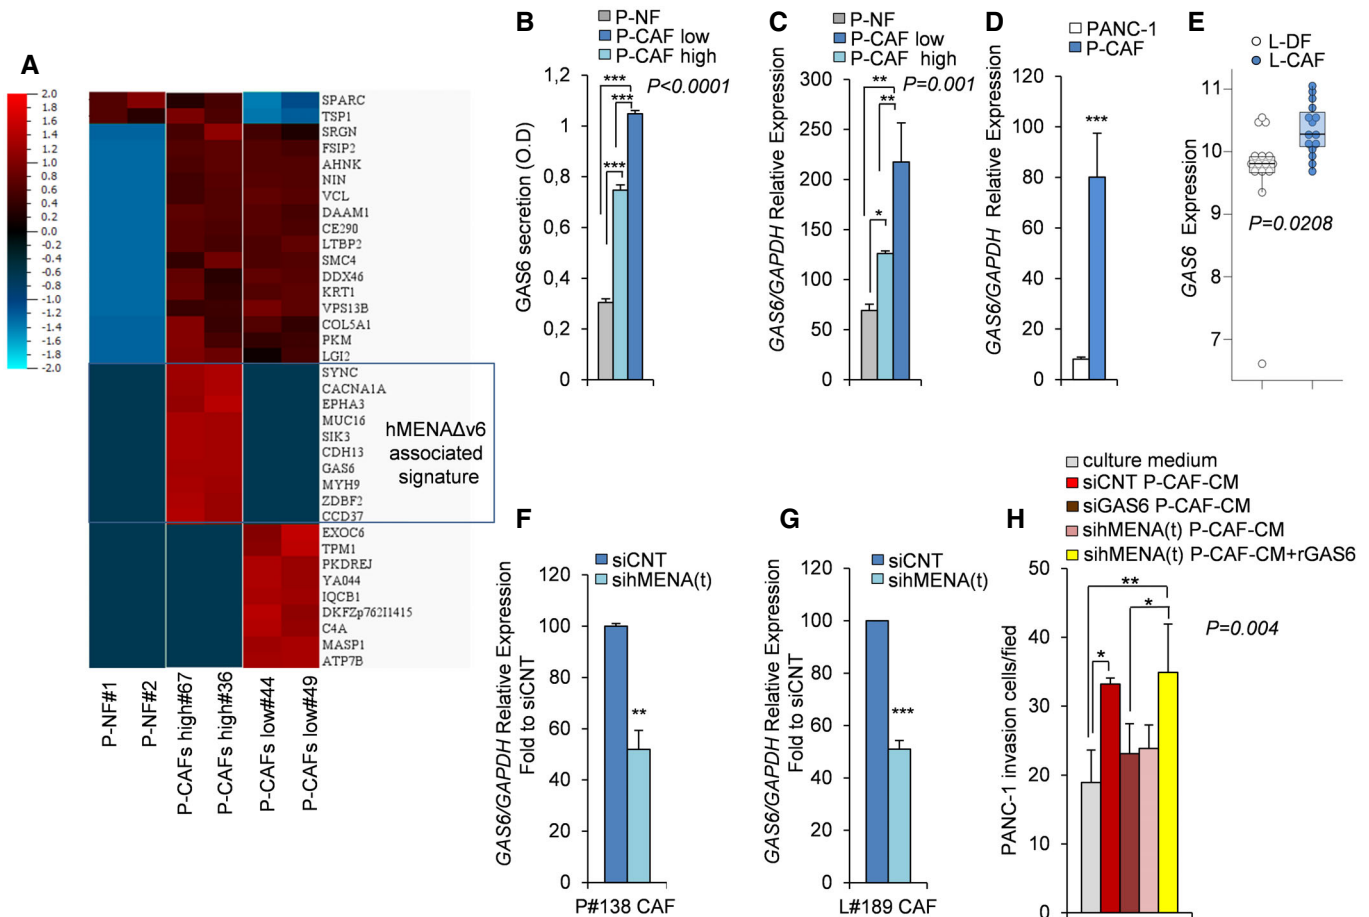 A
2.0
1.8
1.6
1.4
1.2
1.0
0.8
0.6
0.4
0.2
0.0
-0.2
-0.4
-0.6
-0.8
-1.0
-1.2
-1.4
-1.6
-1.8
-2.0
SPARC
TSP1
SRGN
FSIP2
AHNK
NIN
VCL
DAAM1
CE290
LTBP2
SMC4
DDX46
KRT1
VPS13B
COL5A1
PKM
LGI2
SYNC
CACNA1A
EPHA3
MUC16
SIK3
CDH13
GAS6
MYH9
ZDBF2
CCD37
EXOC6
TPM1
PKDREJ
YA044
IQCB1
DKFZp762I1415
C4A
MASP1
ATP7B
hMENAΔv6
associated
signature
P-NF#1
P-NF#2
P-CAFs high#67
P-CAFs high#36
P-CAFs low#44
P-CAFs low#49
B
P-NF
P-CAF low
P-CAF high
P<0.0001
GAS6 secretion (O.D)
1,2
1
0,8
0,6
0,4
0,2
0
***
***
***
C
P-NF
P-CAF low
P-CAF high
P=0.001
GAS6/GAPDH Relative Expression
300
250
200
150
100
50
0
**
**
*
D
PANC-1
P-CAF
GAS6/GAPDH Relative Expression
120
100
80
60
40
20
0
***
E
L-DF
L-CAF
GAS6 Expression
11
10
9
8
7
P=0.0208
F
siCNT
sihMENA(t)
GAS6/GAPDH Relative Expression
Fold to siCNT
120
100
80
60
40
20
0
**
P#138 CAF
G
siCNT
sihMENA(t)
GAS6/GAPDH Relative Expression
Fold to siCNT
120
100
80
60
40
20
0
***
L#189 CAF
H
culture medium
siCNT P-CAF-CM
siGAS6 P-CAF-CM
sihMENA(t) P-CAF-CM
sihMENA(t) P-CAF-CM+rGAS6
PANC-1 invasion cells/fied
50
40
30
20
10
0
**
*
*
P=0.004